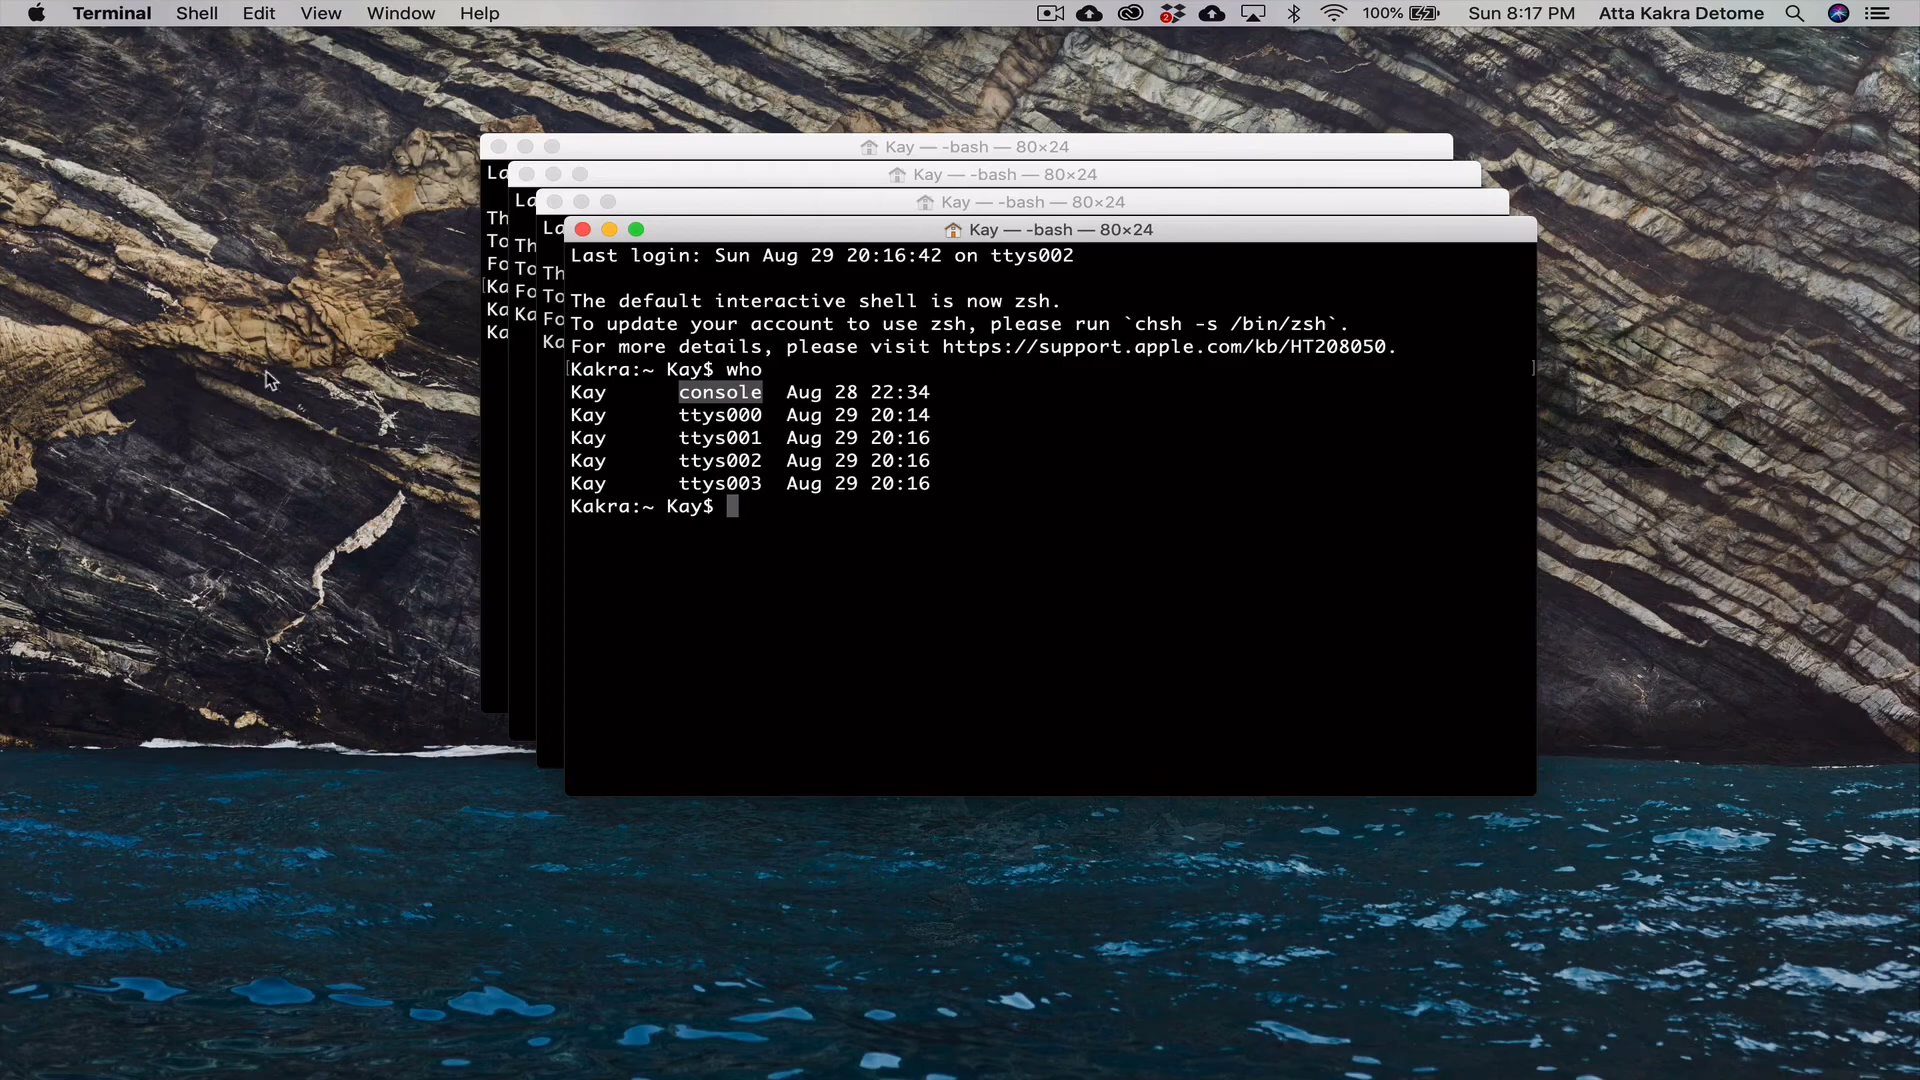 Terminal Shell Edit View Window Help 2 100% Sun 8:17 PM Atta Kakra Detome
Kay — -bash — 80×24
Kay — -bash — 80×24
Kay — -bash — 80×24
Kay — -bash — 80×24
Last login: Sun Aug 29 20:16:42 on ttys002
The default interactive shell is now zsh.
To update your account to use zsh, please run `chsh -s /bin/zsh`.
For more details, please visit https://support.apple.com/kb/HT208050.
Kakra:~ Kay$ who
Kay console Aug 28 22:34
Kay ttys000 Aug 29 20:14
Kay ttys001 Aug 29 20:16
Kay ttys002 Aug 29 20:16
Kay ttys003 Aug 29 20:16
Kakra:~ Kay$